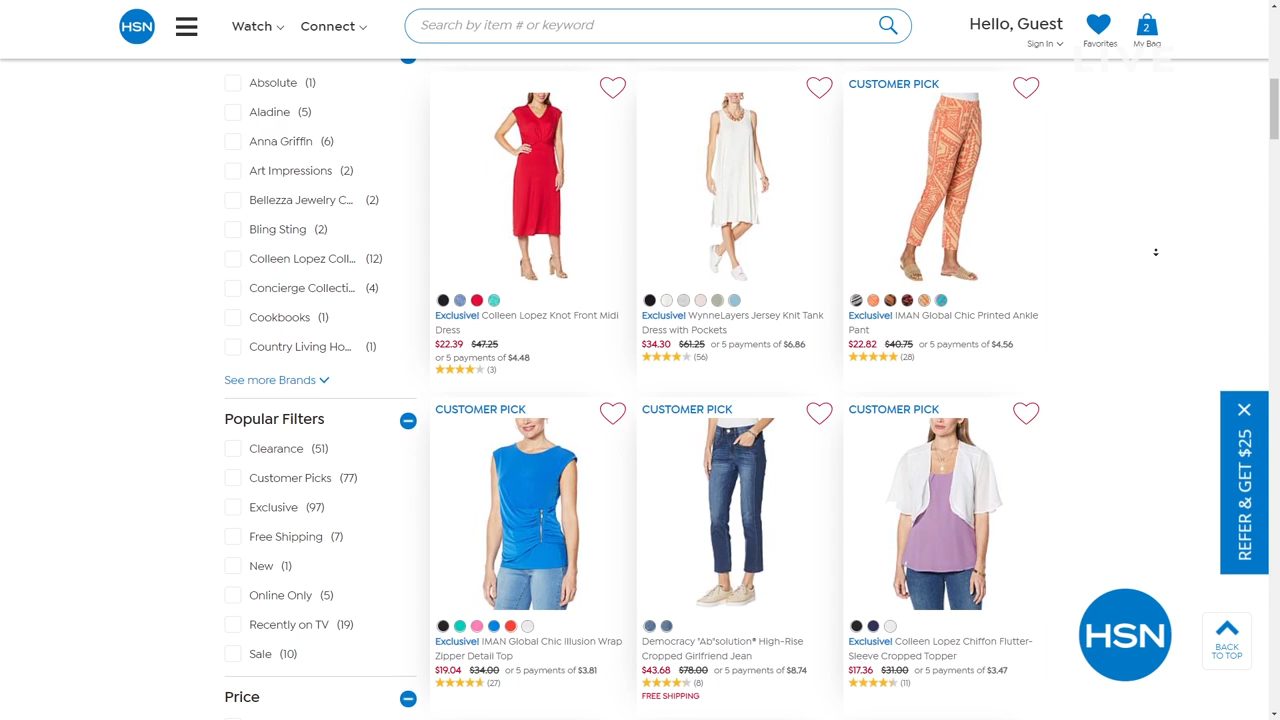 HSN
Watch
Connect
Search by item # or keyword
Hello, Guest
Sign In
Favorites
2
My Bag
LIVE
Absolute (1)
Aladine (5)
Anna Griffin (6)
Art Impressions (2)
Bellezza Jewelry C... (2)
Bling Sting (2)
Colleen Lopez Coll... (12)
Concierge Collecti... (4)
Cookbooks (1)
Country Living Ho... (1)
See more Brands
Popular Filters
Clearance (51)
Customer Picks (77)
Exclusive (97)
Free Shipping (7)
New (1)
Online Only (5)
Recently on TV (19)
Sale (10)
Price
Exclusive! Colleen Lopez Knot Front Midi
Dress
$22.39 $47.25
or 5 payments of $4.48
(3)
Exclusive! WynneLayers Jersey Knit Tank
Dress with Pockets
$34.30 $61.25 or 5 payments of $6.86
(56)
CUSTOMER PICK
Exclusive! IMAN Global Chic Printed Ankle
Pant
$22.82 $40.75 or 5 payments of $4.56
(28)
CUSTOMER PICK
Exclusive! IMAN Global Chic Illusion Wrap
Zipper Detail Top
$19.04 $34.00 or 5 payments of $3.81
(27)
CUSTOMER PICK
Democracy "Ab"solution® High-Rise
Cropped Girlfriend Jean
$43.68 $78.00 or 5 payments of $8.74
(8)
FREE SHIPPING
CUSTOMER PICK
Exclusive! Colleen Lopez Chiffon Flutter-
Sleeve Cropped Topper
$17.36 $31.00 or 5 payments of $3.47
(11)
REFER & GET $25
HSN
BACK
TO TOP